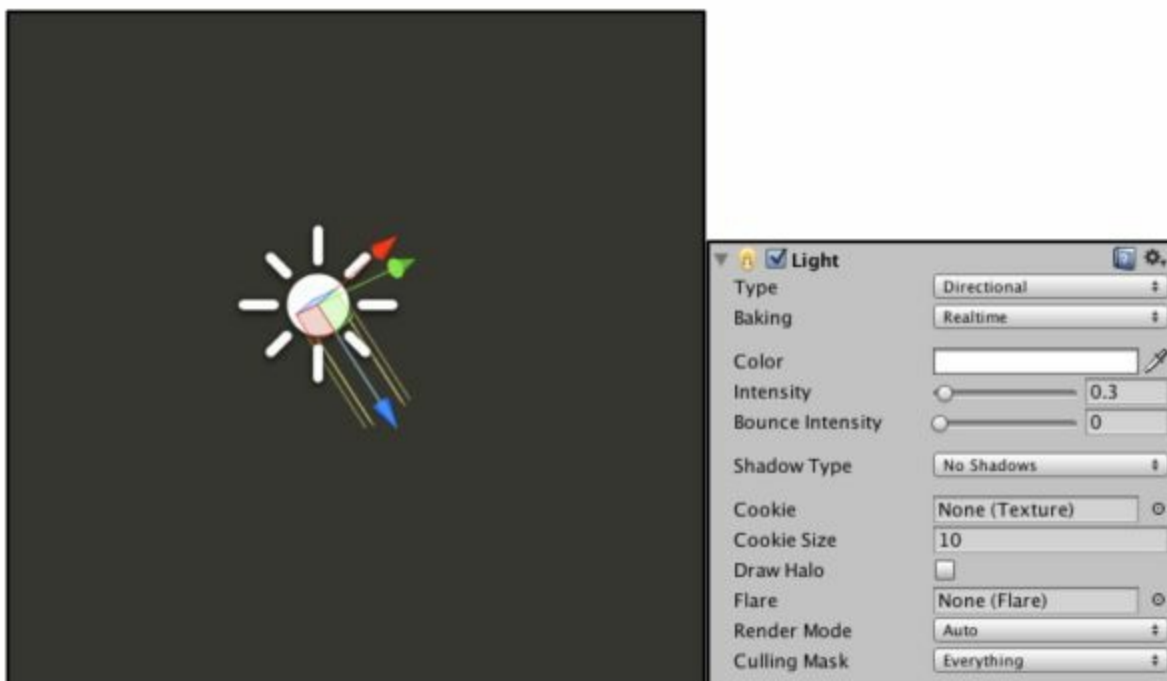 Light
Type Directional
Baking Realtime
Color
Intensity 0.3
Bounce Intensity 0
Shadow Type No Shadows
Cookie None (Texture)
Cookie Size 10
Draw Halo
Flare None (Flare)
Render Mode Auto
Culling Mask Everything